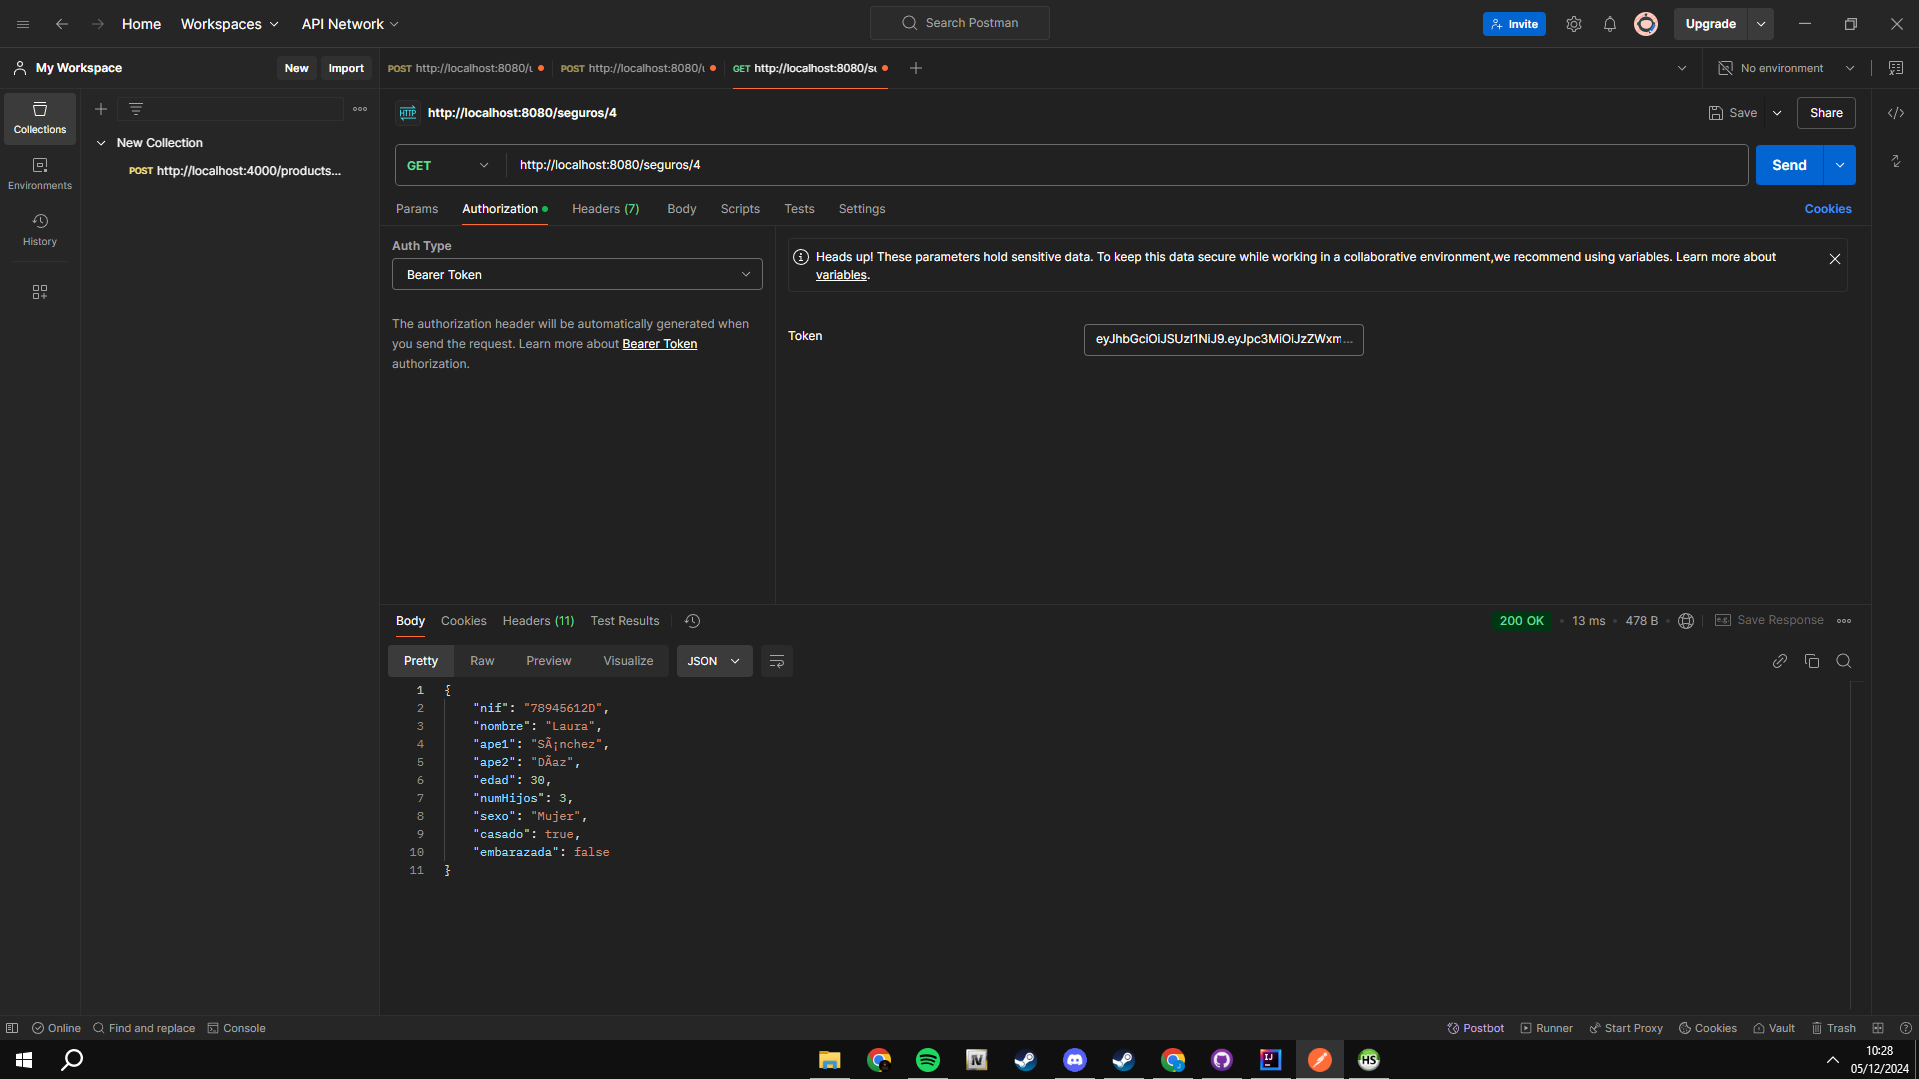 Home
Workspaces
API Network
Search Postman
Invite
Upgrade
My Workspace
New
Import
POST http://localhost:8080/u
POST http://localhost:8080/u
GET http://localhost:8080/se
No environment
Collections
Environments
History
New Collection
POST http://localhost:4000/products...
HTTP http://localhost:8080/seguros/4
Save
Share
GET
http://localhost:8080/seguros/4
Send
Params
Authorization
Headers (7)
Body
Scripts
Tests
Settings
Cookies
Auth Type
Bearer Token
The authorization header will be automatically generated when
you send the request. Learn more about Bearer Token
authorization.
Heads up! These parameters hold sensitive data. To keep this data secure while working in a collaborative environment,we recommend using variables. Learn more about
variables.
Token
eyJhbGciOiJSUzI1NiJ9.eyJpc3MiOiJzZWxm...
Body
Cookies
Headers (11)
Test Results
200 OK
13 ms
478 B
Save Response
Pretty
Raw
Preview
Visualize
JSON
1 {
2 "nif": "78945612D",
3 "nombre": "Laura",
4 "ape1": "SÃ¡nchez",
5 "ape2": "DÃaz",
6 "edad": 30,
7 "numHijos": 3,
8 "sexo": "Mujer",
9 "casado": true,
10 "embarazada": false
11 }
Online
Find and replace
Console
Postbot
Runner
Start Proxy
Cookies
Vault
Trash
IV
IJ
HS
10:28
05/12/2024